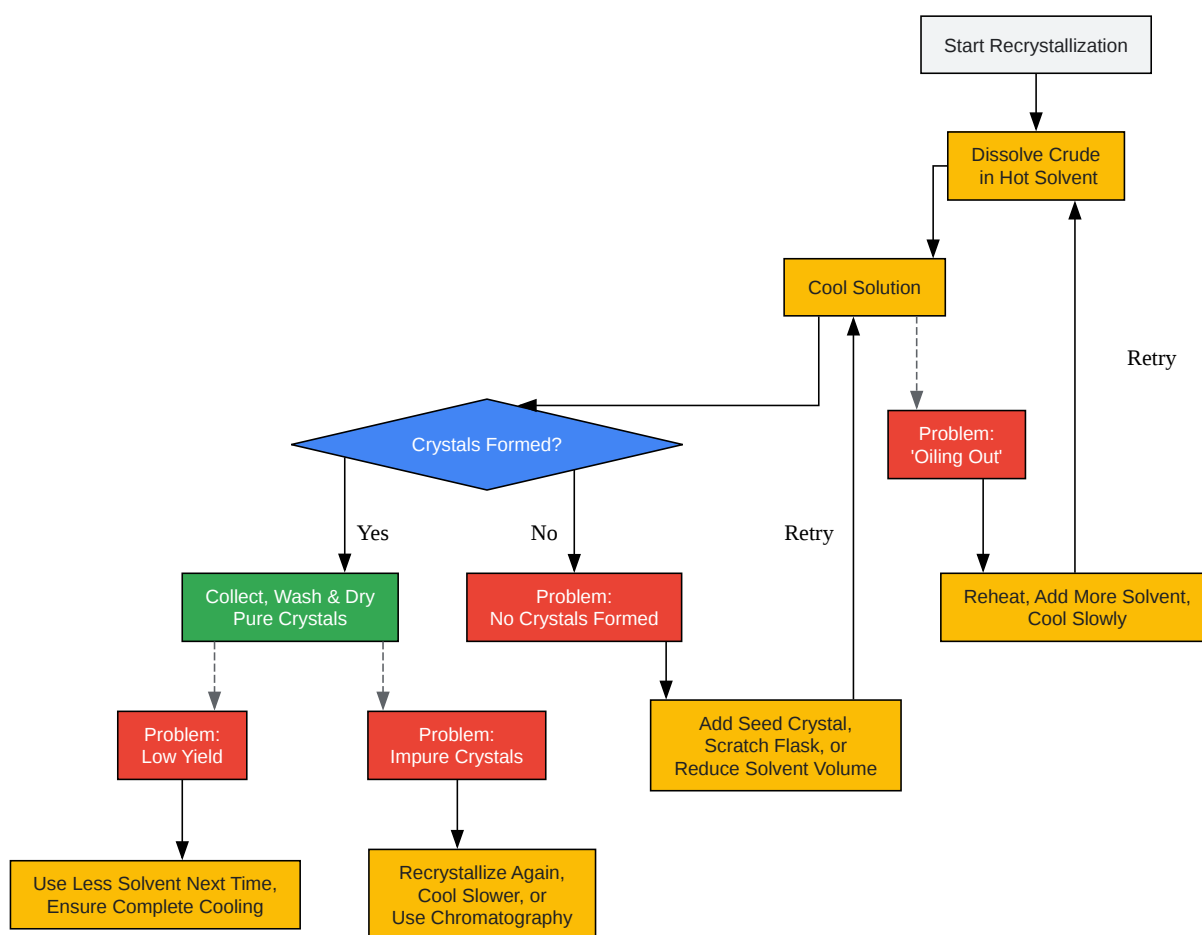 Start Recrystallization
Dissolve Crude
in Hot Solvent
Cool Solution
Retry
Problem:
'Oiling Out'
Crystals Formed?
Yes
No
Retry
Collect, Wash & Dry
Pure Crystals
Problem:
No Crystals Formed
Reheat, Add More Solvent,
Cool Slowly
Problem:
Low Yield
Problem:
Impure Crystals
Add Seed Crystal,
Scratch Flask, or
Reduce Solvent Volume
Use Less Solvent Next Time,
Ensure Complete Cooling
Recrystallize Again,
Cool Slower, or
Use Chromatography